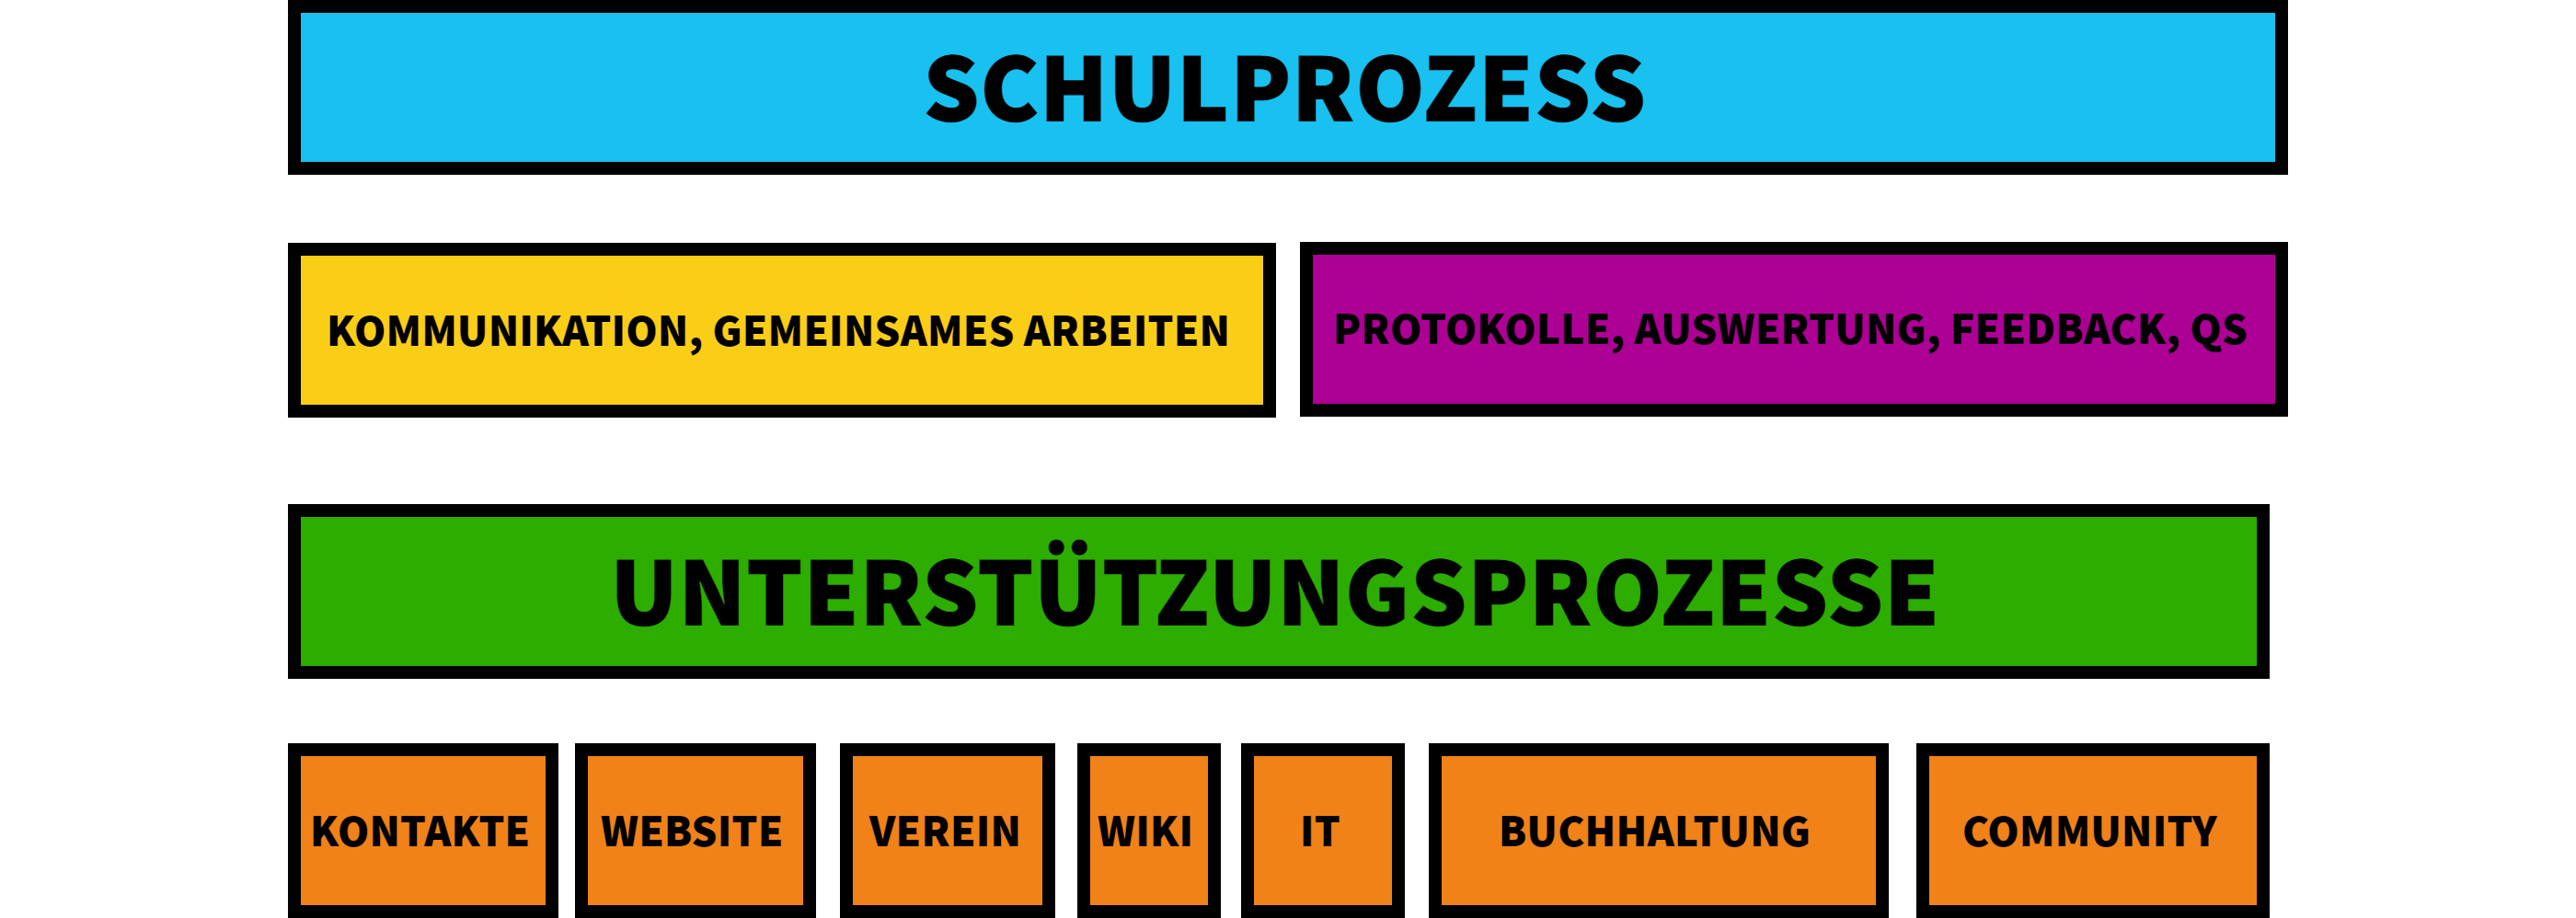 SCHULPROZESS
KOMMUNIKATION, GEMEINSAMES ARBEITEN
PROTOKOLLE, AUSWERTUNG, FEEDBACK, QS
UNTERSTÜTZUNGSPROZESSE
KONTAKTE
WEBSITE
VEREIN
WIKI
IT
BUCHHALTUNG
COMMUNITY